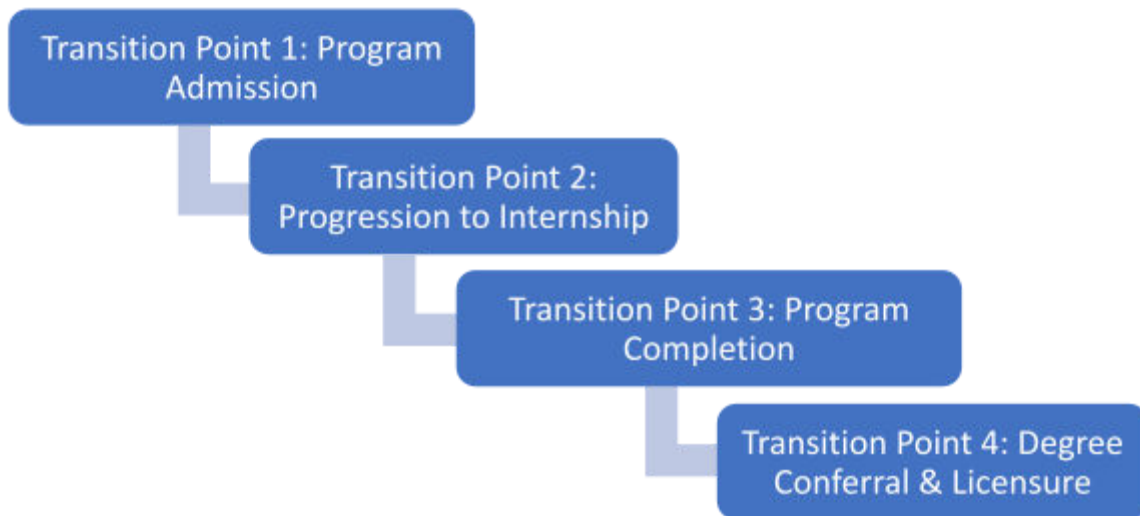 Transition Point 1: Program
Admission
Transition Point 2:
Progression to Internship
Transition Point 3: Program
Completion
Transition Point 4: Degree
Conferral & Licensure